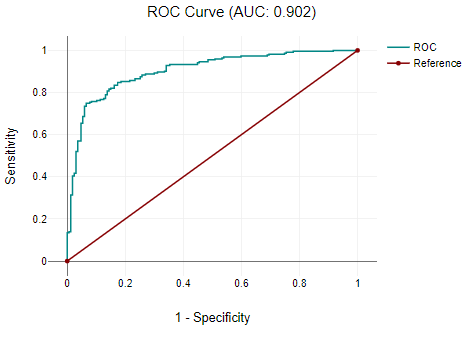 ROC Curve (AUC: 0.902)
ROC
Reference
1
0.8
0.6
0.4
0.2
0
Sensitivity
0 0.2 0.4 0.6 0.8 1
1 - Specificity